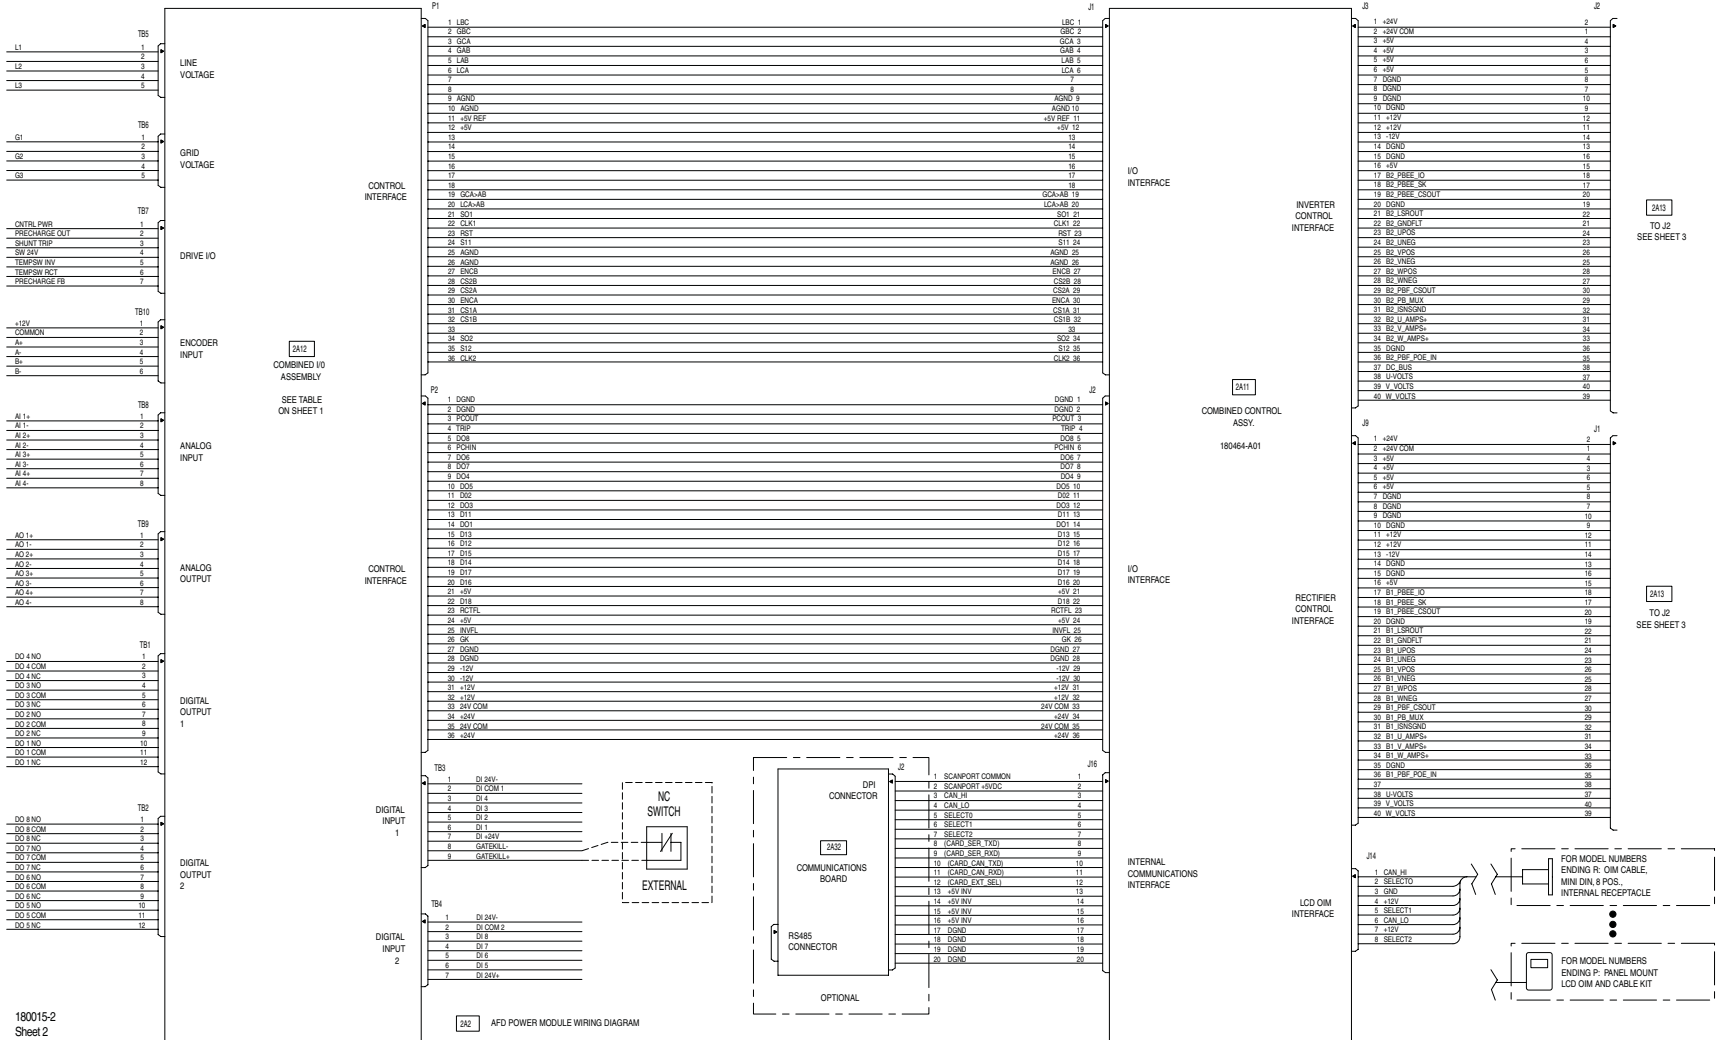 TB5
L1 1
2
L2 3
4
L3 5
LINE
VOLTAGE
TB6
G1 1
2
G2 3
4
G3 5
GRID
VOLTAGE
TB7
CNTRL PWR 1
PRECHARGE OUT 2
SHUNT TRIP 3
SW 24V 4
TEMPSW INV 5
TEMPSW RCT 6
PRECHARGE FB 7
DRIVE I/O
TB10
+12V 1
COMMON 2
A+ 3
A- 4
B+ 5
B- 6
ENCODER
INPUT
TB8
AI 1+ 1
AI 1- 2
AI 2+ 3
AI 2- 4
AI 3+ 5
AI 3- 6
AI 4+ 7
AI 4- 8
ANALOG
INPUT
TB9
AO 1+ 1
AO 1- 2
AO 2+ 3
AO 2- 4
AO 3+ 5
AO 3- 6
AO 4+ 7
AO 4- 8
ANALOG
OUTPUT
TB1
DO 4 NO 1
DO 4 COM 2
DO 4 NC 3
DO 3 NO 4
DO 3 COM 5
DO 3 NC 6
DO 2 NO 7
DO 2 COM 8
DO 2 NC 9
DO 1 NO 10
DO 1 COM 11
DO 1 NC 12
DIGITAL
OUTPUT
1
TB2
DO 8 NO 1
DO 8 COM 2
DO 8 NC 3
DO 7 NO 4
DO 7 COM 5
DO 7 NC 6
DO 6 NO 7
DO 6 COM 8
DO 6 NC 9
DO 5 NO 10
DO 5 COM 11
DO 5 NC 12
DIGITAL
OUTPUT
2
2A12
COMBINED I/0
ASSEMBLY
SEE TABLE
ON SHEET 1
CONTROL
INTERFACE
P1 J1
1 LBC LBC 1
2 GBC GBC 2
3 GCA GCA 3
4 GAB GAB 4
5 LAB LAB 5
6 LCA LCA 6
7 7
8 8
9 AGND AGND 9
10 AGND AGND 10
11 +5V REF +5V REF 11
12 +5V +5V 12
13 13
14 14
15 15
16 16
17 17
18 18
19 GCA>AB GCA>AB 19
20 LCA>AB LCA>AB 20
21 SO1 SO1 21
22 CLK1 CLK1 22
23 RST RST 23
24 S11 S11 24
25 AGND AGND 25
26 AGND AGND 26
27 ENCB ENCB 27
28 CS2B CS2B 28
29 CS2A CS2A 29
30 ENCA ENCA 30
31 CS1A CS1A 31
32 CS1B CS1B 32
33 33
34 SO2 SO2 34
35 S12 S12 35
36 CLK2 CLK2 36
I/O
INTERFACE
CONTROL
INTERFACE
P2 J2
1 DGND DGND 1
2 DGND DGND 2
3 PCOUT PCOUT 3
4 TRIP TRIP 4
5 DO8 DO8 5
6 PCHIN PCHIN 6
7 DO6 DO6 7
8 DO7 DO7 8
9 DO4 DO4 9
10 DO5 DO5 10
11 D02 D02 11
12 DO3 DO3 12
13 D11 D11 13
14 DO1 DO1 14
15 D13 D13 15
16 D12 D12 16
17 D15 D15 17
18 D14 D14 18
19 D17 D17 19
20 D16 D16 20
21 +5V +5V 21
22 D18 D18 22
23 RCTFL RCTFL 23
24 +5V +5V 24
25 INVFL INVFL 25
26 GK GK 26
27 DGND DGND 27
28 DGND DGND 28
29 -12V -12V 29
30 -12V -12V 30
31 +12V +12V 31
32 +12V +12V 32
33 24V COM 24V COM 33
34 +24V +24V 34
35 24V COM 24V COM 35
36 +24V +24V 36
I/O
INTERFACE
DIGITAL
INPUT
1
TB3
1 DI 24V-
2 DI COM 1
3 DI 4
4 DI 3
5 DI 2
6 DI 1
7 DI +24V
8 GATEKILL-
9 GATEKILL+
NC
SWITCH
EXTERNAL
DIGITAL
INPUT
2
TB4
1 DI 24V-
2 DI COM 2
3 DI 8
4 DI 7
5 DI 6
6 DI 5
7 DI 24V+
DPI
CONNECTOR
2A32
COMMUNICATIONS
BOARD
RS485
CONNECTOR
OPTIONAL
J2 J16
1 SCANPORT COMMON 1
2 SCANPORT +5VDC 2
3 CAN_HI 3
4 CAN_LO 4
5 SELECT0 5
6 SELECT1 6
7 SELECT2 7
8 (CARD_SER_TXD) 8
9 (CARD_SER_RXD) 9
10 (CARD_CAN_TXD) 10
11 (CARD_CAN_RXD) 11
12 (CARD_EXT_SEL) 12
13 +5V INV 13
14 +5V INV 14
15 +5V INV 15
16 +5V INV 16
17 DGND 17
18 DGND 18
19 DGND 19
20 DGND 20
INTERNAL
COMMUNICATIONS
INTERFACE
2A11
COMBINED CONTROL
ASSY.
180464-A01
INVERTER
CONTROL
INTERFACE
J3 J2
1 +24V 2
2 +24V COM 1
3 +5V 4
4 +5V 3
5 +5V 6
6 +5V 5
7 DGND 8
8 DGND 7
9 DGND 10
10 DGND 9
11 +12V 12
12 +12V 11
13 -12V 14
14 DGND 13
15 DGND 16
16 +5V 15
17 B2_PBEE_IO 18
18 B2_PBEE_SK 17
19 B2_PBEE_CSOUT 20
20 DGND 19
21 B2_LSROUT 22
22 B2_GNDFLT 21
23 B2_UPOS 24
24 B2_UNEG 23
25 B2_VPOS 26
26 B2_VNEG 25
27 B2_WPOS 28
28 B2_WNEG 27
29 B2_PBF_CSOUT 30
30 B2_PB_MUX 29
31 B2_ISNSGND 32
32 B2_U_AMPS+ 31
33 B2_V_AMPS+ 34
34 B2_W_AMPS+ 33
35 DGND 36
36 B2_PBF_POE_IN 35
37 DC_BUS 38
38 U-VOLTS 37
39 V_VOLTS 40
40 W_VOLTS 39
2A13
TO J2
SEE SHEET 3
RECTIFIER
CONTROL
INTERFACE
J9 J1
1 +24V 2
2 +24V COM 1
3 +5V 4
4 +5V 3
5 +5V 6
6 +5V 5
7 DGND 8
8 DGND 7
9 DGND 10
10 DGND 9
11 +12V 12
12 +12V 11
13 -12V 14
14 DGND 13
15 DGND 16
16 +5V 15
17 B1_PBEE_IO 18
18 B1_PBEE_SK 17
19 B1_PBEE_CSOUT 20
20 DGND 19
21 B1_LSROUT 22
22 B1_GNDFLT 21
23 B1_UPOS 24
24 B1_UNEG 23
25 B1_VPOS 26
26 B1_VNEG 25
27 B1_WPOS 28
28 B1_WNEG 27
29 B1_PBF_CSOUT 30
30 B1_PB_MUX 29
31 B1_ISNSGND 32
32 B1_U_AMPS+ 31
33 B1_V_AMPS+ 34
34 B1_W_AMPS+ 33
35 DGND 36
36 B1_PBF_POE_IN 35
37 38
38 U-VOLTS 37
39 V_VOLTS 40
40 W_VOLTS 39
2A13
TO J2
SEE SHEET 3
LCD OIM
INTERFACE
J14
1 CAN_HI
2 SELECTO
3 GND
4 +12V
5 SELECT1
6 CAN_LO
7 +12V
8 SELECT2
FOR MODEL NUMBERS
ENDING R: OIM CABLE,
MINI DIN, 8 POS.,
INTERNAL RECEPTACLE
FOR MODEL NUMBERS
ENDING P: PANEL MOUNT
LCD OIM AND CABLE KIT
180015-2
Sheet 2
2A2 AFD POWER MODULE WIRING DIAGRAM